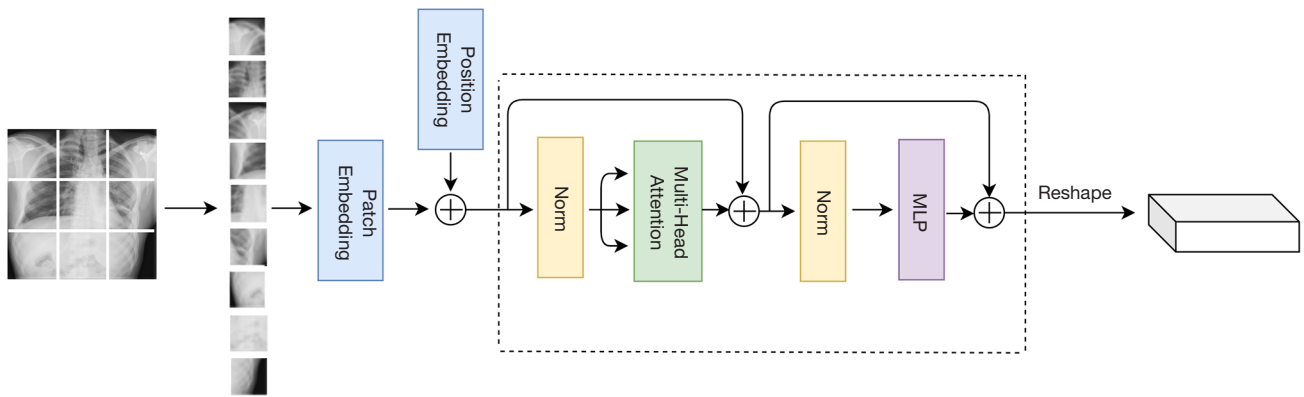 Position
Embedding
Patch
Embedding
Norm
Multi-Head
Attention
Norm
MLP
Reshape